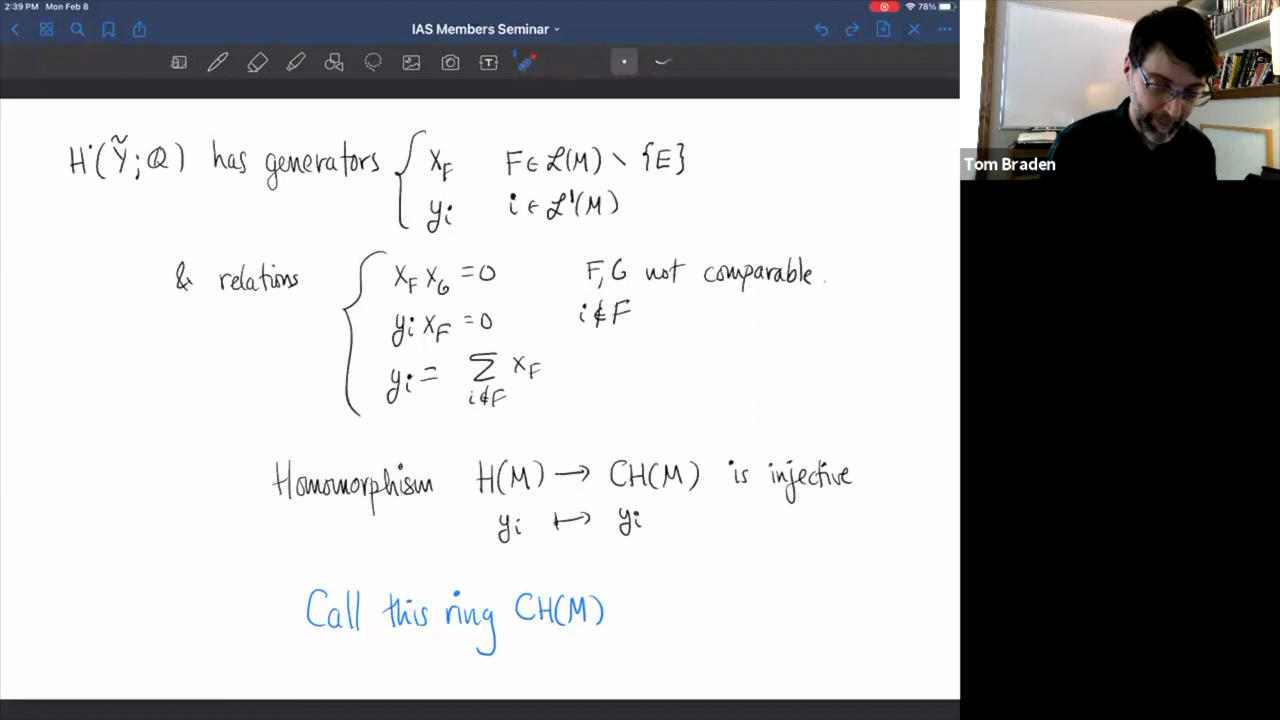 2:39 PM Mon Feb 8
78%
IAS Members Seminar
Tom Braden
H˙(Ỹ;ℚ) has generators { x_F F ∈ ℒ(M) \ {E}
y_i i ∈ ℒ¹(M)
& relations { x_F x_G = 0 F, G not comparable.
y_i x_F = 0 i ∉ F
y_i = Σ_{i∉F} x_F
Homomorphism H(M) → CH(M) is injective
y_i ↦ y_i
Call this ring CH(M)